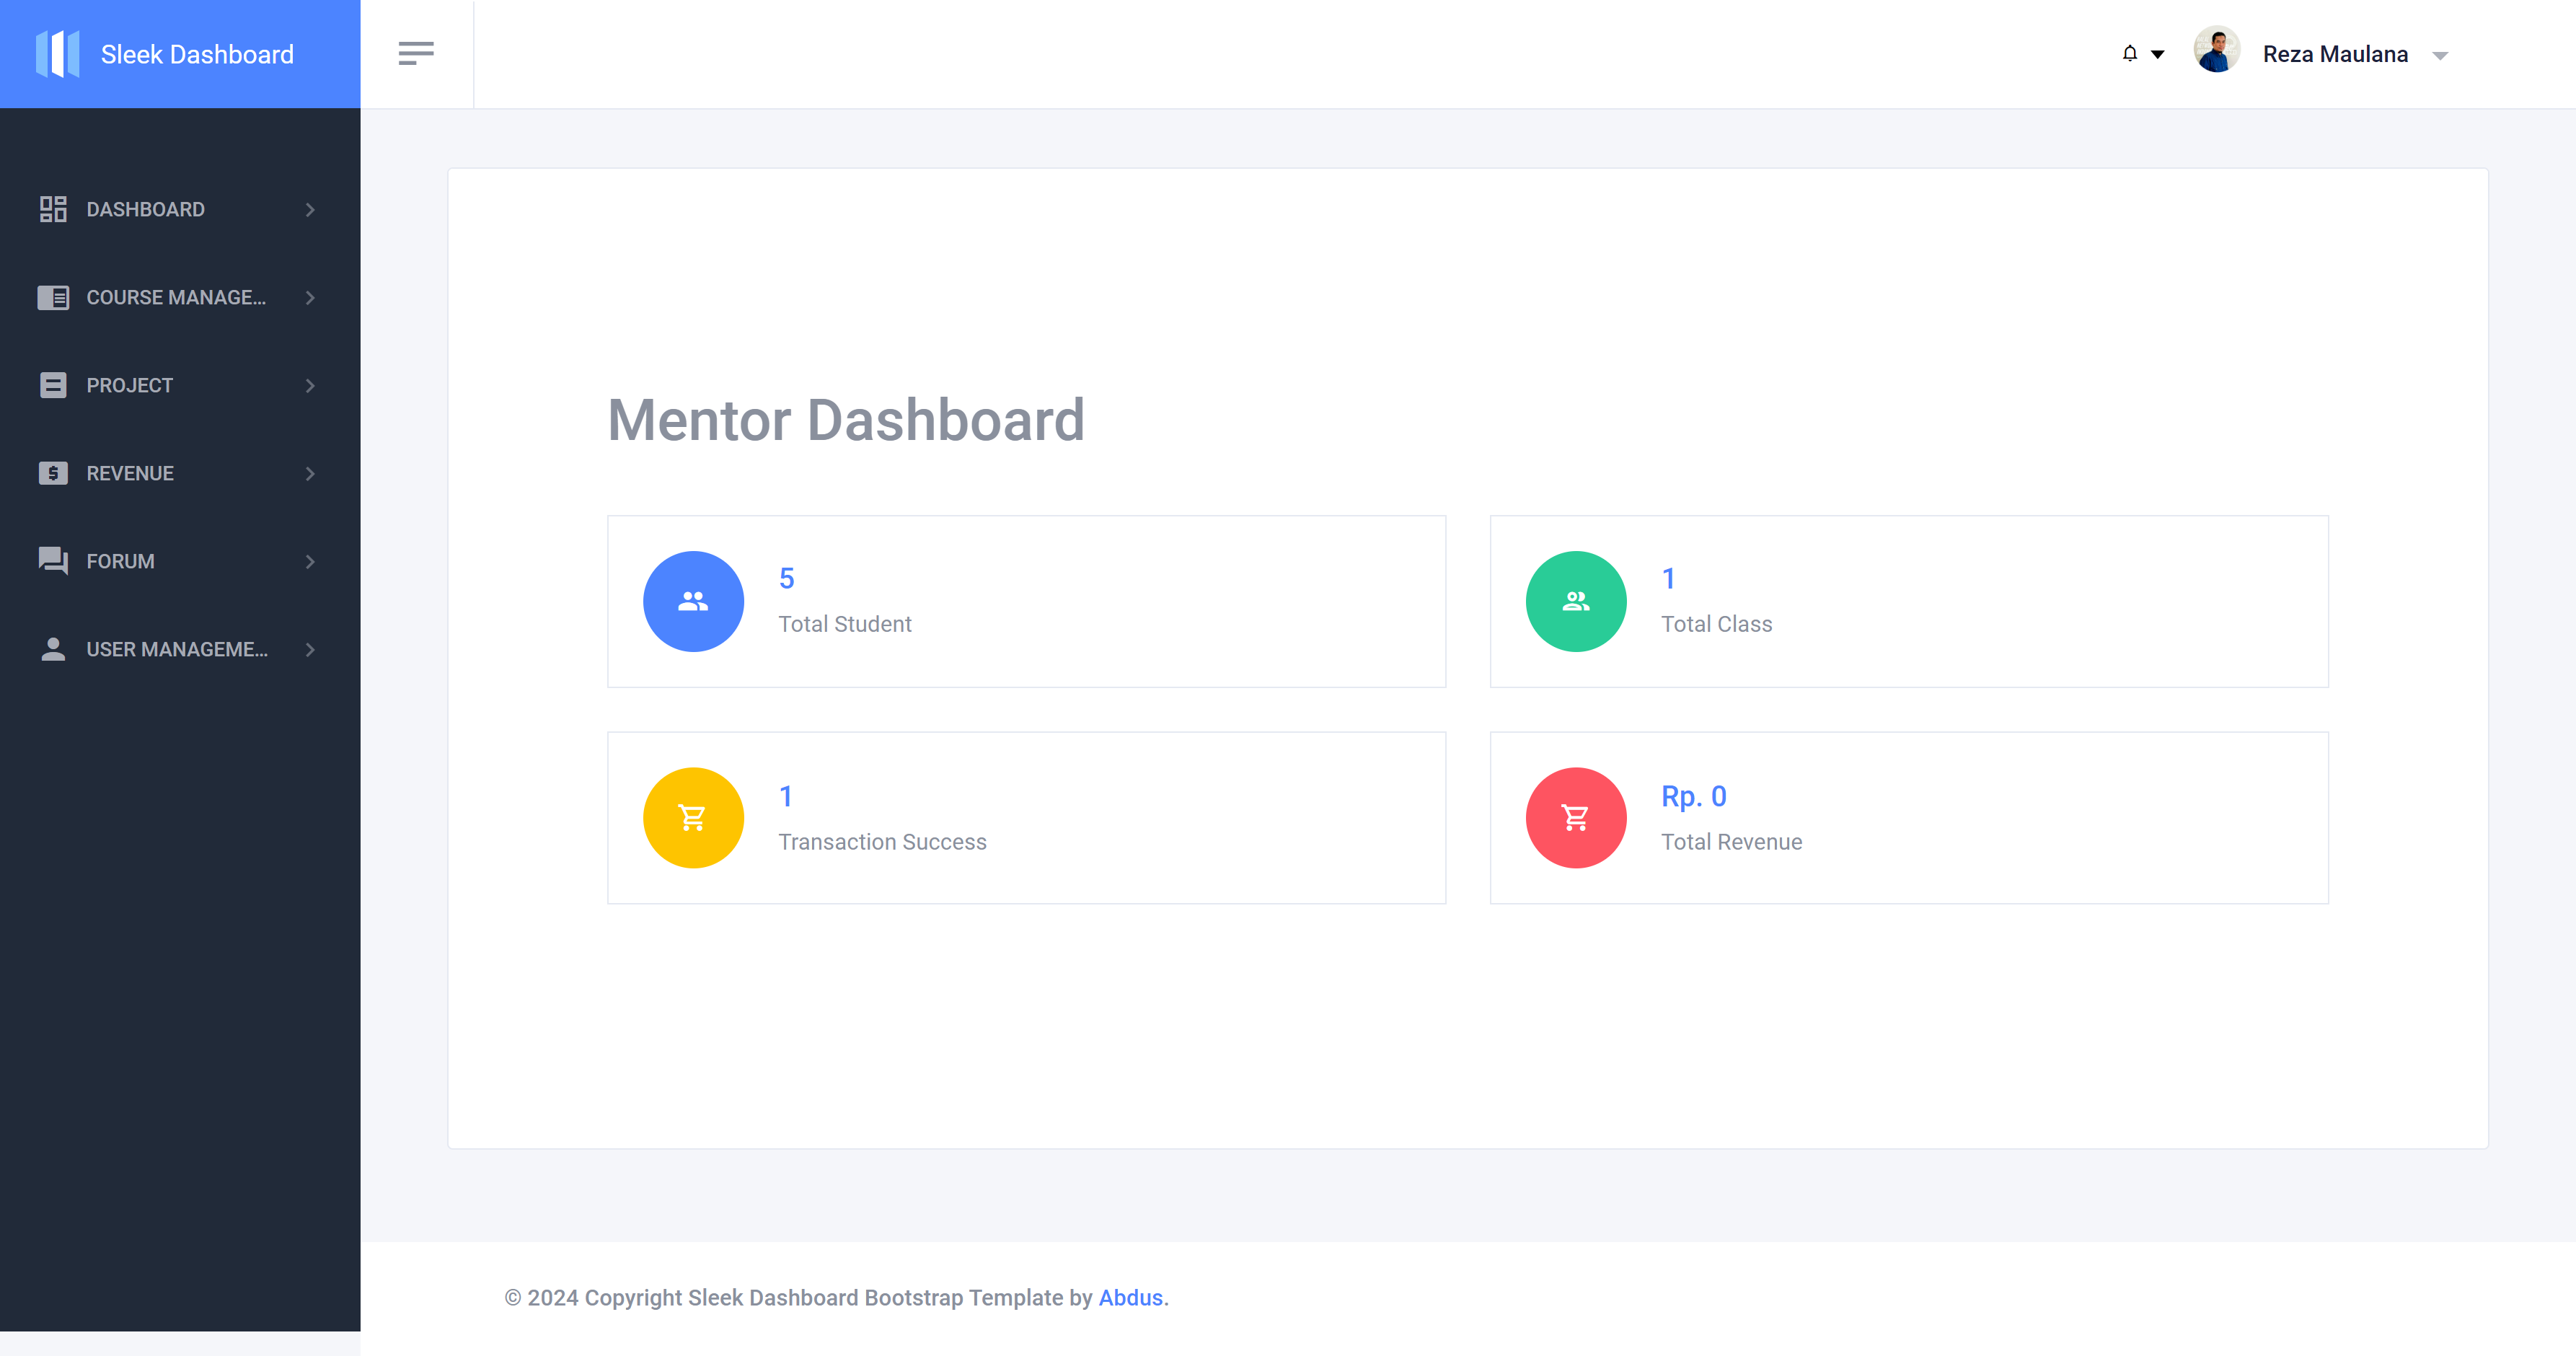 Sleek Dashboard
Reza Maulana
DASHBOARD
COURSE MANAGE...
PROJECT
REVENUE
FORUM
USER MANAGEME...
Mentor Dashboard
5
Total Student
1
Total Class
1
Transaction Success
Rp. 0
Total Revenue
© 2024 Copyright Sleek Dashboard Bootstrap Template by Abdus.